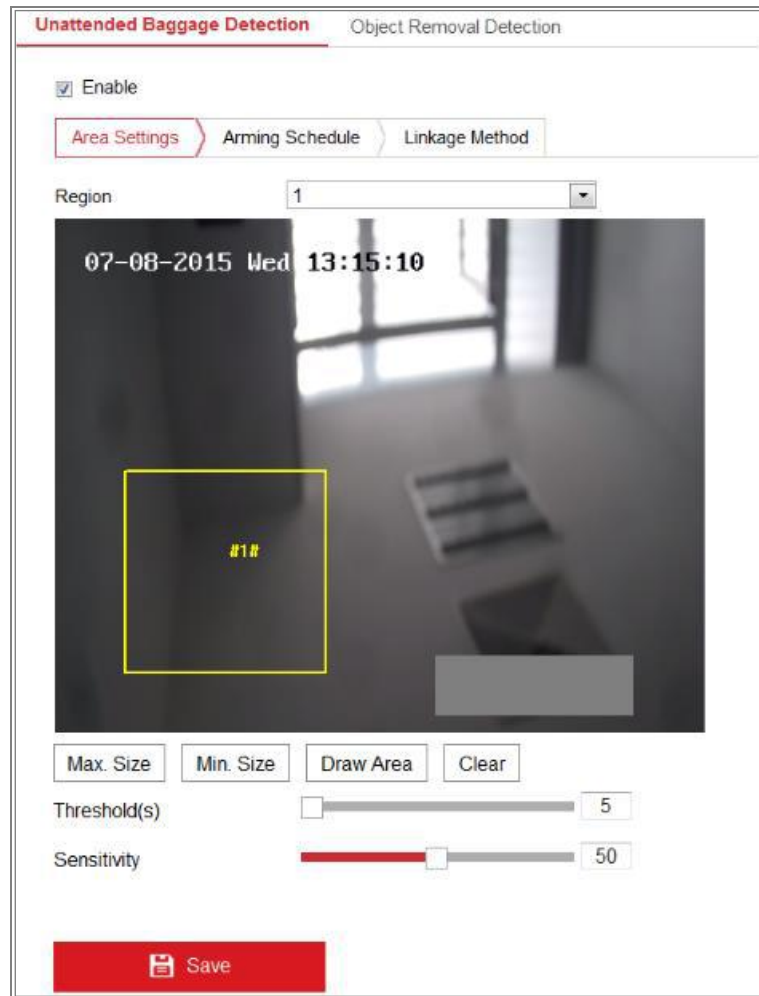 Unattended Baggage Detection Object Removal Detection
Enable
Area Settings Arming Schedule Linkage Method
Region 1
07-08-2015 Wed 13:15:10
#1#
Max. Size Min. Size Draw Area Clear
Threshold(s) 5
Sensitivity 50
Save